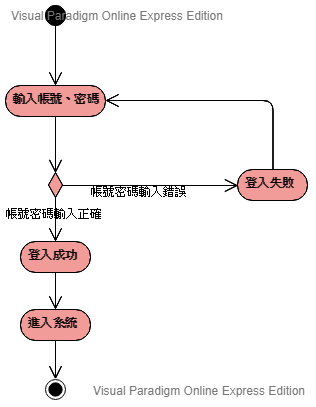 Visual Paradigm Online Express Edition
輸入帳號、密碼
帳號密碼輸入錯誤
登入失敗
帳號密碼輸入正確
登入成功
進入系統
Visual Paradigm Online Express Edition